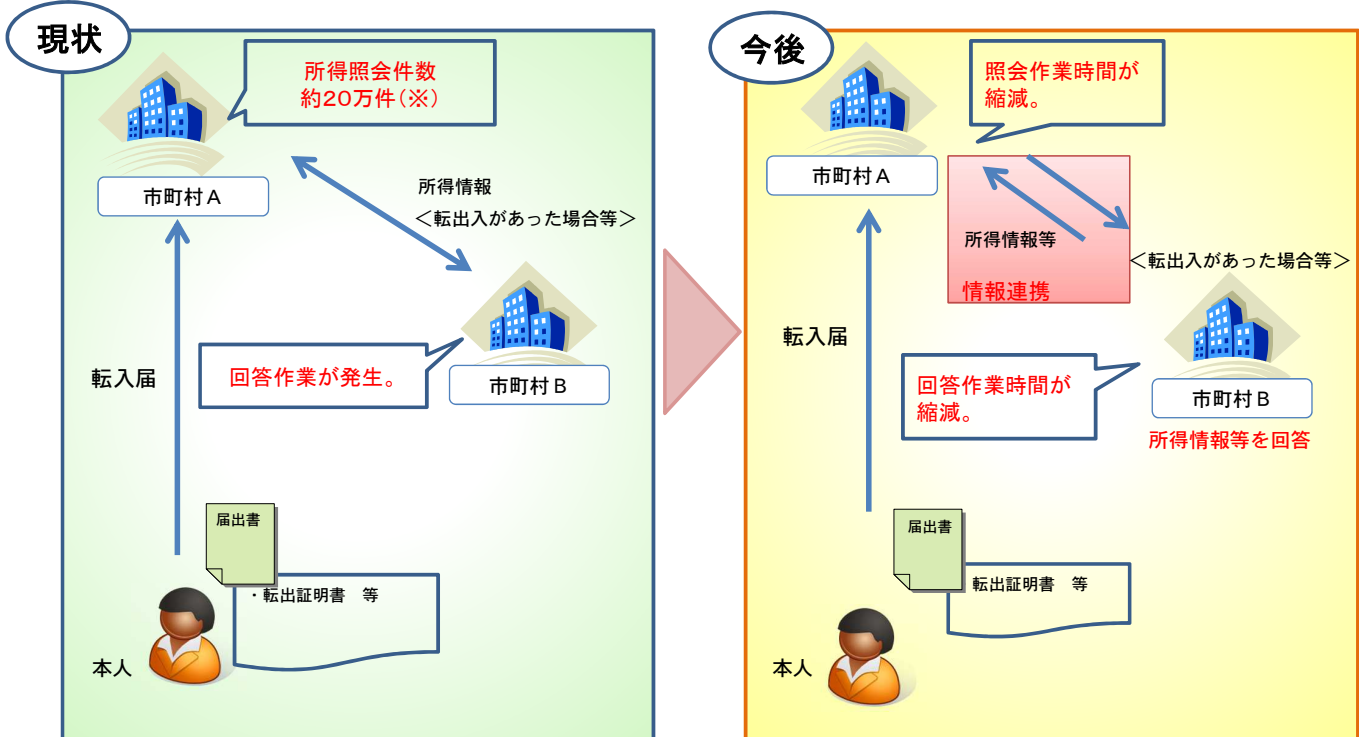 現状
所得照会件数
約20万件(※)
市町村A
所得情報
＜転出入があった場合等＞
転入届
回答作業が発生。
市町村B
届出書
・転出証明書　等
本人
今後
照会作業時間が
縮減。
市町村A
所得情報等
情報連携
＜転出入があった場合等＞
転入届
回答作業時間が
縮減。
市町村B
所得情報等を回答
届出書
転出証明書　等
本人